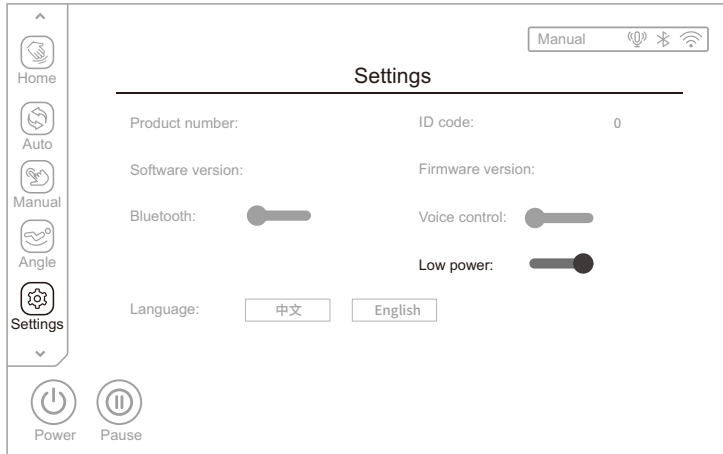 Manual
Home
Settings
Product number:
ID code: 0
Auto
Software version:
Firmware version:
Manual
Bluetooth:
Voice control:
Angle
Low power:
Settings
Language: 中文 English
Power
Pause